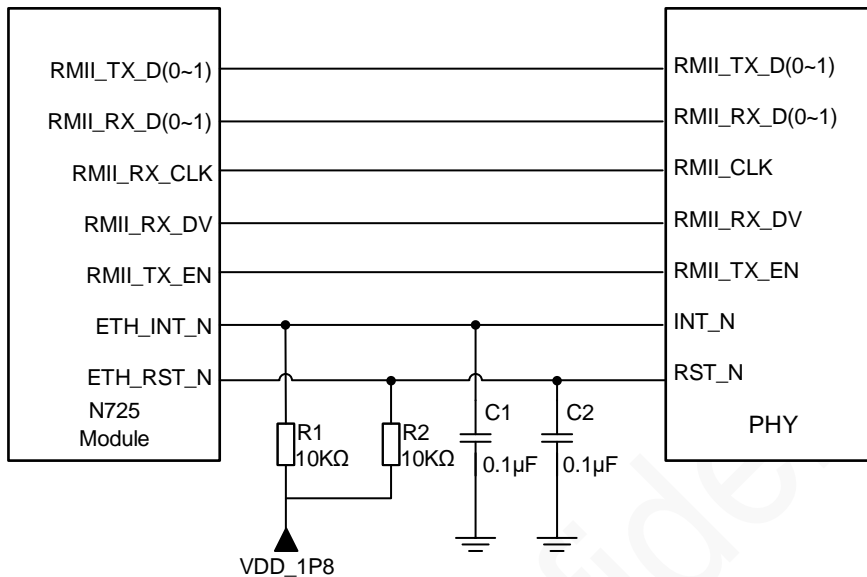 RMII_TX_D(0~1)
RMII_RX_D(0~1)
RMII_RX_CLK
RMII_RX_DV
RMII_TX_EN
ETH_INT_N
ETH_RST_N
N725
Module
RMII_TX_D(0~1)
RMII_RX_D(0~1)
RMII_CLK
RMII_RX_DV
RMII_TX_EN
INT_N
RST_N
PHY
R1
10KΩ
R2
10KΩ
C1
0.1µF
C2
0.1µF
VDD_1P8